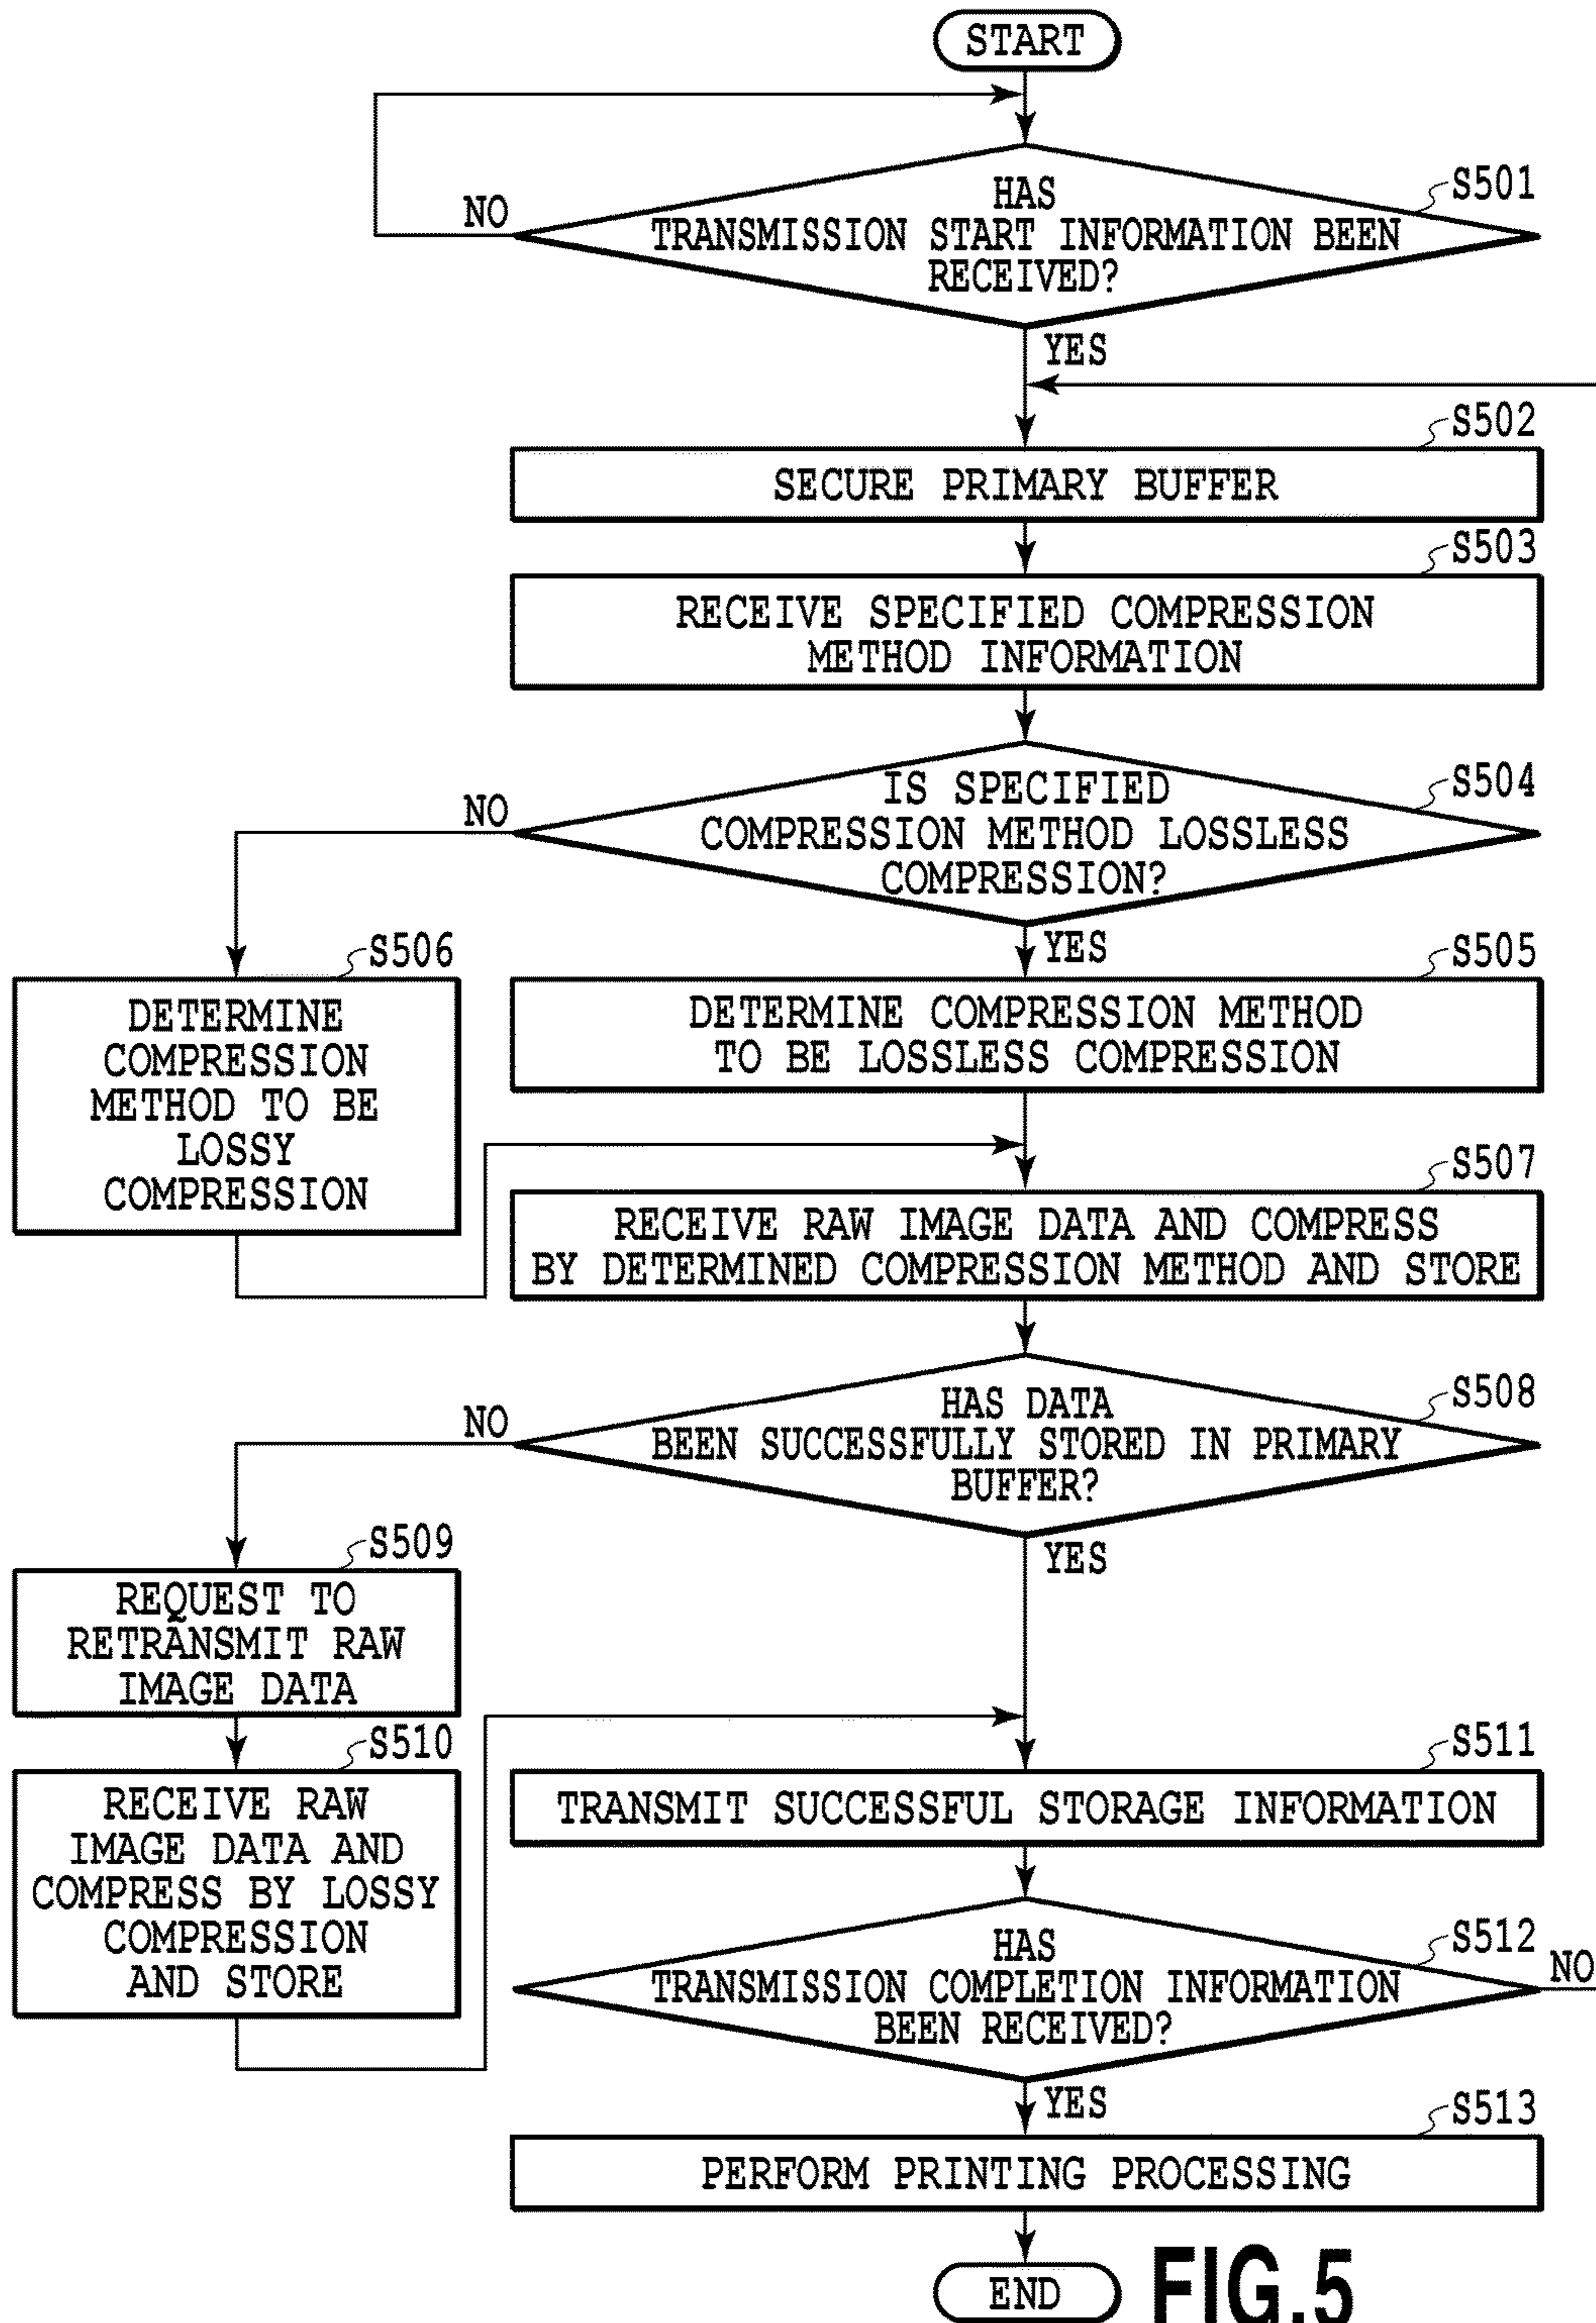 START
HAS
TRANSMISSION START INFORMATION BEEN
RECEIVED?
S501
NO
YES
S502
SECURE PRIMARY BUFFER
S503
RECEIVE SPECIFIED COMPRESSION
METHOD INFORMATION
IS SPECIFIED
COMPRESSION METHOD LOSSLESS
COMPRESSION?
S504
NO
YES
S506
DETERMINE
COMPRESSION
METHOD TO BE
LOSSY
COMPRESSION
S505
DETERMINE COMPRESSION METHOD
TO BE LOSSLESS COMPRESSION
S507
RECEIVE RAW IMAGE DATA AND COMPRESS
BY DETERMINED COMPRESSION METHOD AND STORE
HAS DATA
BEEN SUCCESSFULLY STORED IN PRIMARY
BUFFER?
S508
NO
YES
S509
REQUEST TO
RETRANSMIT RAW
IMAGE DATA
S510
RECEIVE RAW
IMAGE DATA AND
COMPRESS BY LOSSY
COMPRESSION
AND STORE
S511
TRANSMIT SUCCESSFUL STORAGE INFORMATION
HAS
TRANSMISSION COMPLETION INFORMATION
BEEN RECEIVED?
S512
NO
YES
S513
PERFORM PRINTING PROCESSING
END
FIG.5